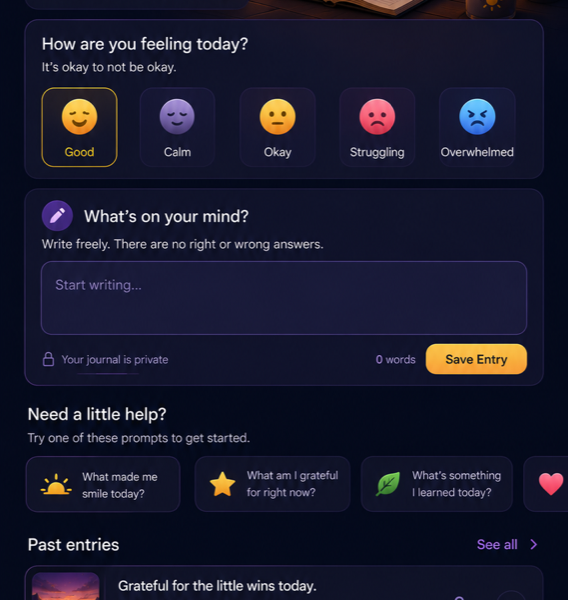 How are you feeling today?
It's okay to not be okay.
Good
Calm
Okay
Struggling
Overwhelmed
What's on your mind?
Write freely. There are no right or wrong answers.
Start writing...
Your journal is private
0 words
Save Entry
Need a little help?
Try one of these prompts to get started.
What made me
smile today?
What am I grateful
for right now?
What's something
I learned today?
Past entries
See all
Grateful for the little wins today.